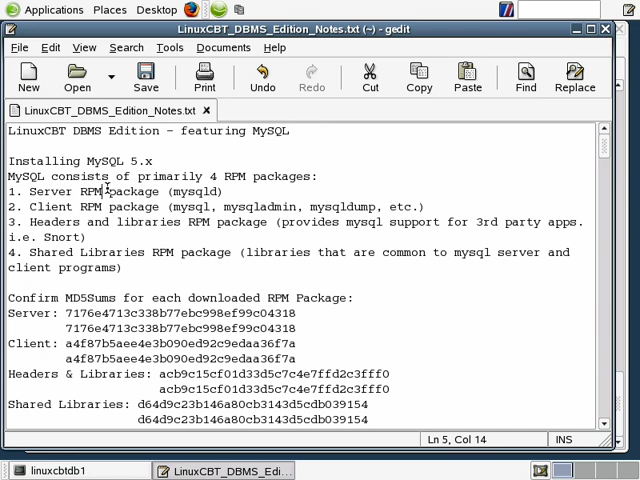 Applications Places Desktop
LinuxCBT_DBMS_Edition_Notes.txt (~) - gedit
File Edit View Search Tools Documents Help
New Open Save Print Undo Redo Cut Copy Paste Find Replace
LinuxCBT_DBMS_Edition_Notes.txt
LinuxCBT DBMS Edition - featuring MySQL
Installing MySQL 5.x
MySQL consists of primarily 4 RPM packages:
1. Server RPM package (mysqld)
2. Client RPM package (mysql, mysqladmin, mysqldump, etc.)
3. Headers and libraries RPM package (provides mysql support for 3rd party apps.
i.e. Snort)
4. Shared Libraries RPM package (libraries that are common to mysql server and
client programs)
Confirm MD5Sums for each downloaded RPM Package:
Server: 7176e4713c338b77ebc998ef99c04318
7176e4713c338b77ebc998ef99c04318
Client: a4f87b5aee4e3b090ed92c9edaa36f7a
a4f87b5aee4e3b090ed92c9edaa36f7a
Headers & Libraries: acb9c15cf01d33d5c7c4e7ffd2c3fff0
acb9c15cf01d33d5c7c4e7ffd2c3fff0
Shared Libraries: d64d9c23b146a80cb3143d5cdb039154
d64d9c23b146a80cb3143d5cdb039154
Ln 5, Col 14 INS
linuxcbtdb1 LinuxCBT_DBMS_Edi...